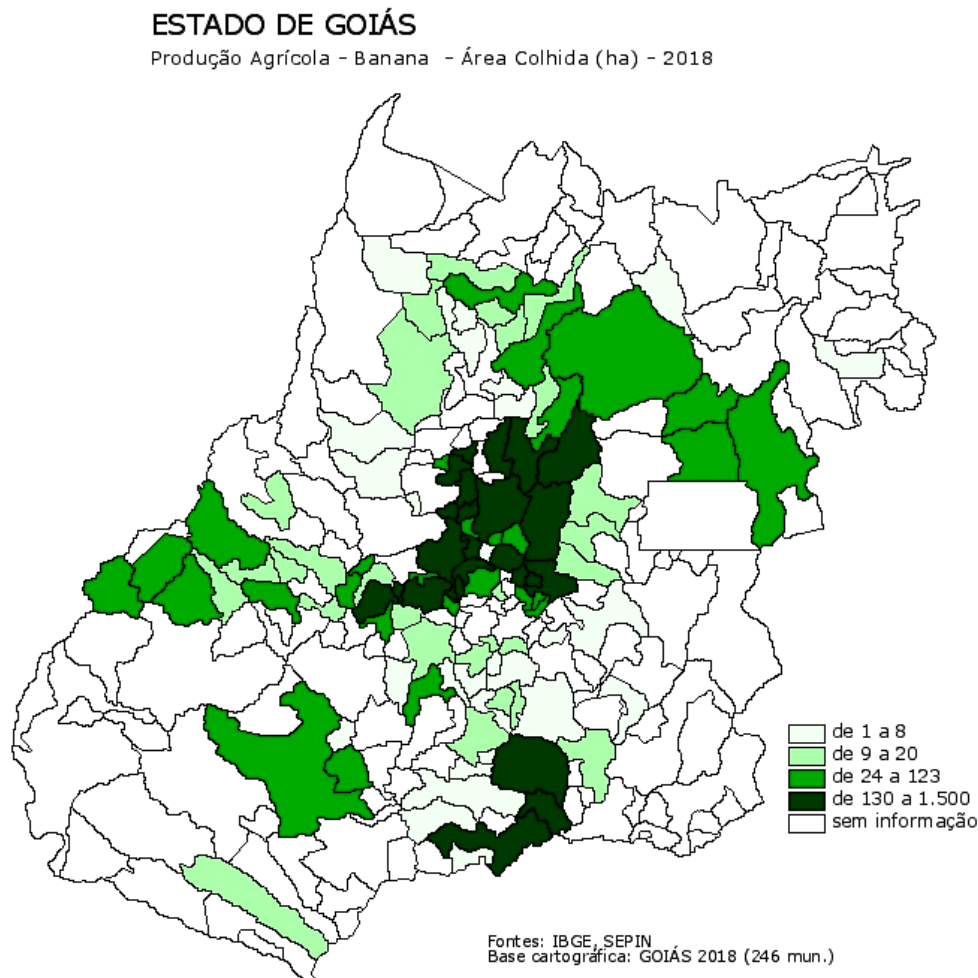 ESTADO DE GOIÁS
Produção Agrícola - Banana - Área Colhida (ha) - 2018
de 1 a 8
de 9 a 20
de 24 a 123
de 130 a 1.500
sem informação
Fontes: IBGE, SEPIN
Base cartográfica: GOIÁS 2018 (246 mun.)